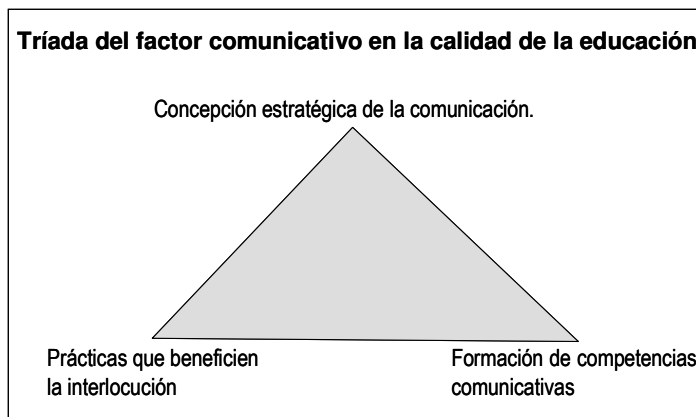 Tríada del factor comunicativo en la calidad de la educación
Concepción estratégica de la comunicación.
Prácticas que beneficien
la interlocución
Formación de competencias
comunicativas